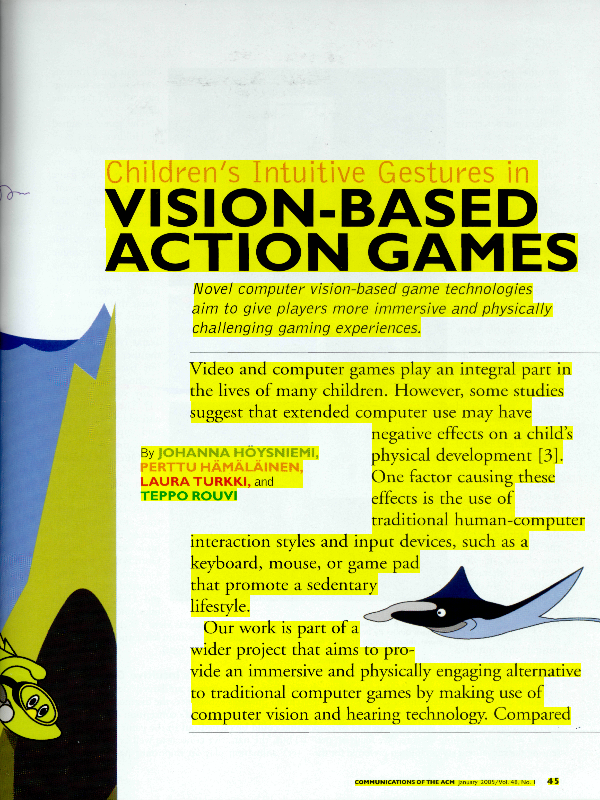 Children's Intuitive Gestures in
VISION-BASED
ACTION GAMES
Novel computer vision-based game technologies
aim to give players more immersive and physically
challenging gaming experiences.
Video and computer games play an integral part in
the lives of many children. However, some studies
suggest that extended computer use may have
negative effects on a child's
physical development [3].
One factor causing these
effects is the use of
traditional human-computer
interaction styles and input devices, such as a
keyboard, mouse, or game pad
that promote a sedentary
lifestyle.
Our work is part of a
wider project that aims to pro-
vide an immersive and physically engaging alternative
to traditional computer games by making use of
computer vision and hearing technology. Compared
By JOHANNA HÖYSNIEMI,
PERTTU HÄMÄLÄINEN,
LAURA TURKKI, and
TEPPO ROUVI
COMMUNICATIONS OF THE ACM January 2005/Vol. 48, No. 1 45